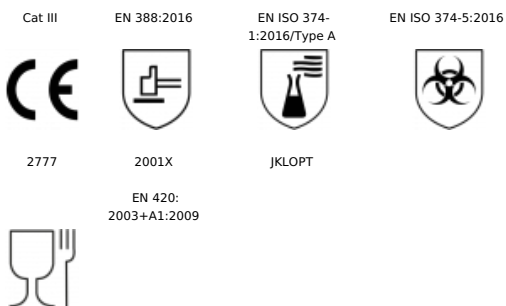 Cat III
EN 388:2016
EN ISO 374-
1:2016/Type A
EN ISO 374-5:2016
CE
2777
2001X
JKLOPT
EN 420:
2003+A1:2009